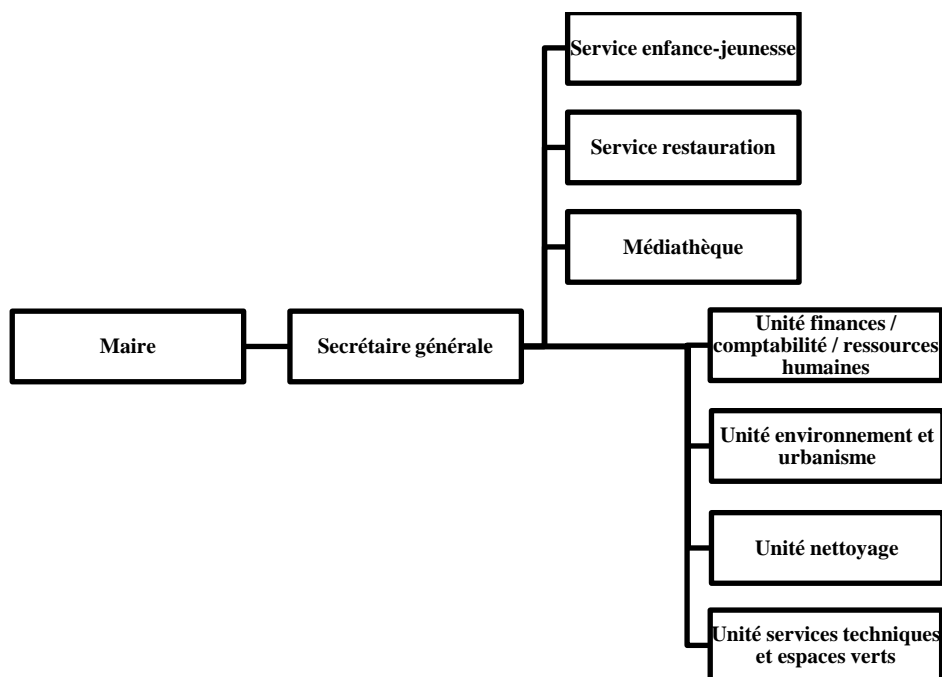 Service enfance-jeunesse
Service restauration
Médiathèque
Maire
Secrétaire générale
Unité finances /
comptabilité / ressources
humaines
Unité environnement et
urbanisme
Unité nettoyage
Unité services techniques
et espaces verts